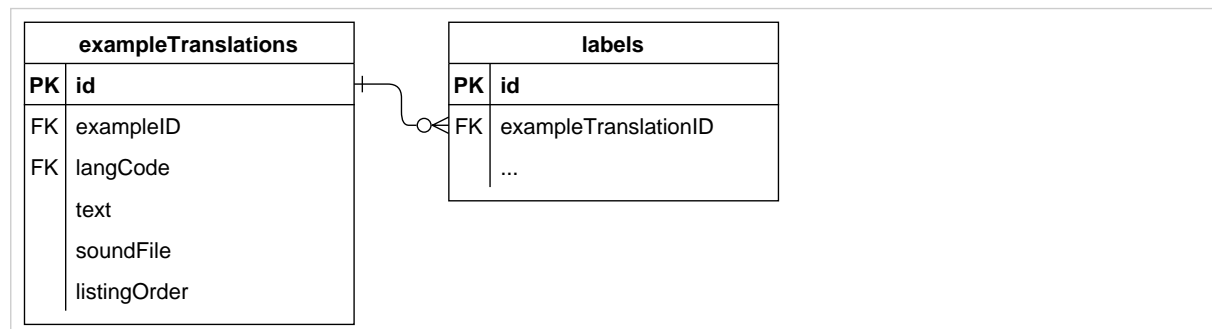 exampleTranslations
PK id
FK exampleID
FK langCode
text
soundFile
listingOrder
labels
PK id
FK exampleTranslationID
...